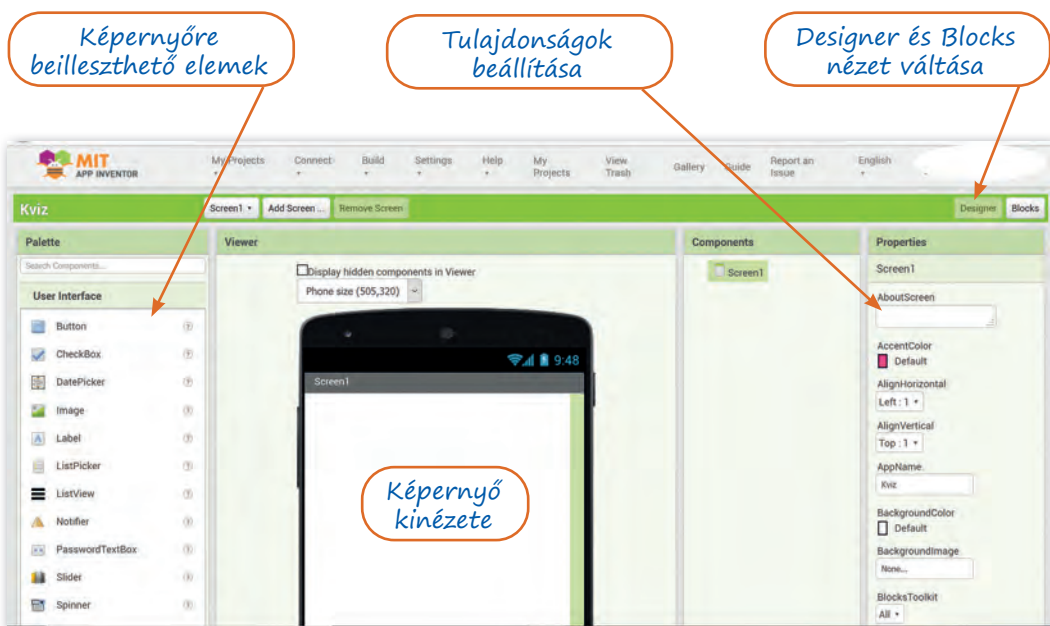 Képernyőre
beilleszthető elemek
Tulajdonságok
beállítása
Designer és Blocks
nézet váltása
MIT
APP INVENTOR
My Projects
Connect
Build
Settings
Help
My
Projects
View
Trash
Gallery
Guide
Report an
Issue
English
Kviz
Screen1
Add Screen ...
Remove Screen
Designer
Blocks
Palette
Search Components...
User Interface
Button
CheckBox
DatePicker
Image
Label
ListPicker
ListView
Notifier
PasswordTextBox
Slider
Spinner
Viewer
Display hidden components in Viewer
Phone size (505,320)
9:48
Screen1
Képernyő
kinézete
Components
Screen1
Properties
Screen1
AboutScreen
AccentColor
Default
AlignHorizontal
Left : 1
AlignVertical
Top : 1
AppName
Kviz
BackgroundColor
Default
BackgroundImage
None...
BlocksToolkit
All